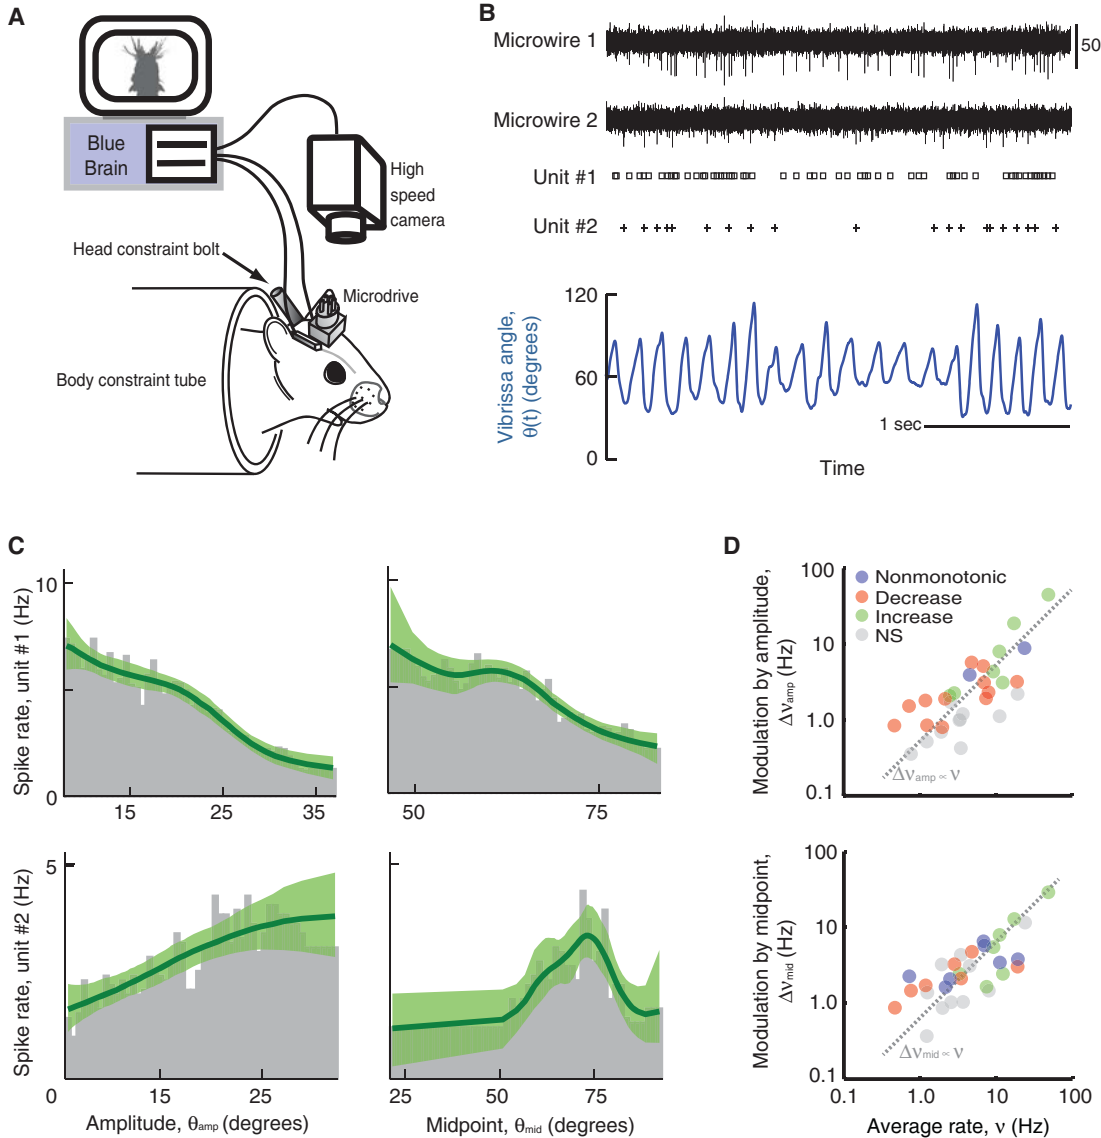 A
Blue
Brain
High
speed
camera
Head constraint bolt
Microdrive
Body constraint tube
B
Microwire 1
50
Microwire 2
Unit #1
Unit #2
120
60
0
Vibrissa angle,
θ(t) (degrees)
1 sec
Time
C
Spike rate, unit #1 (Hz)
10
0
15
25
35
50
75
Spike rate, unit #2
(Hz)
5
0
15
25
Amplitude, θamp (degrees)
25
50
75
Midpoint, θmid (degrees)
D
Modulation by amplitude,
Δνamp (Hz)
100
10
1.0
0.1
Nonmonotonic
Decrease
Increase
NS
Δνamp ∝ ν
Modulation by midpoint,
Δνmid (Hz)
100
10
1.0
0.1
Δνmid ∝ ν
0.1
1.0
10
100
Average rate, ν (Hz)